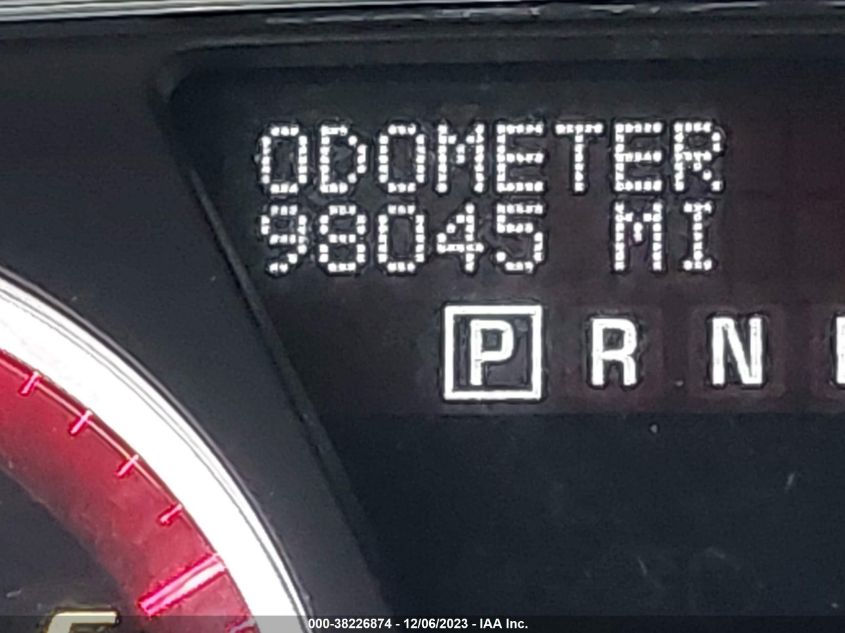 ODOMETER
98045 MI
P R N
000-38226874 - 12/06/2023 - IAA Inc.